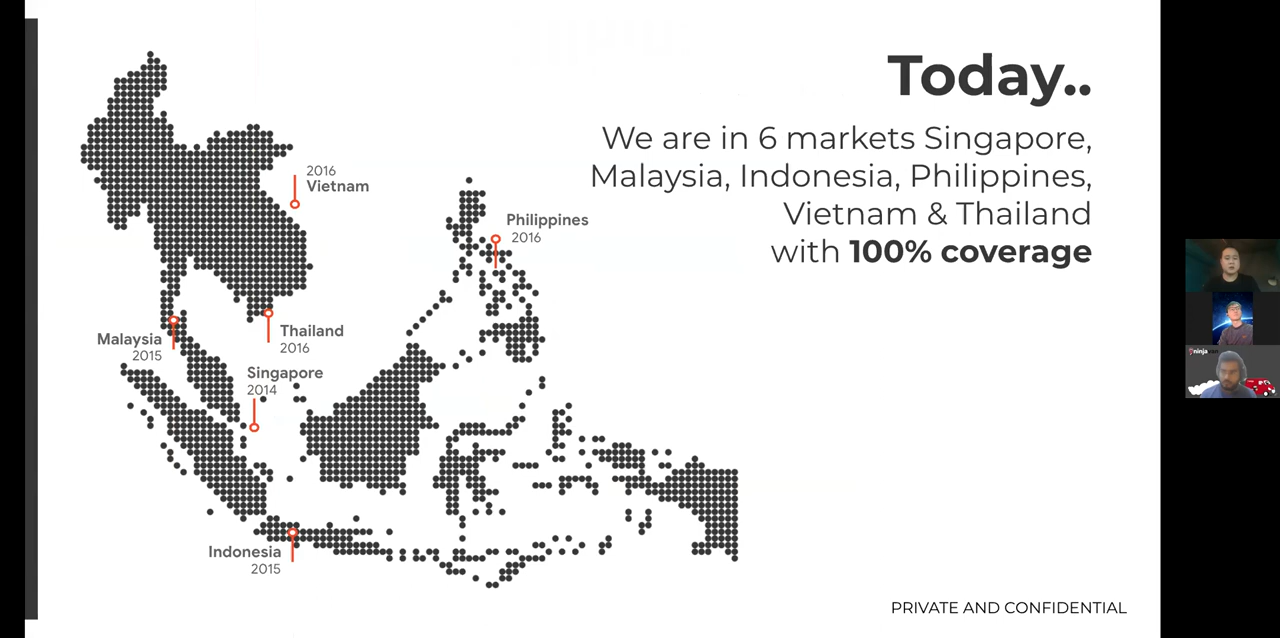 Today..
We are in 6 markets Singapore,
Malaysia, Indonesia, Philippines,
Vietnam & Thailand
with 100% coverage
2016
Vietnam
Philippines
2016
Thailand
2016
Malaysia
2015
Singapore
2014
Indonesia
2015
PRIVATE AND CONFIDENTIAL
ninja